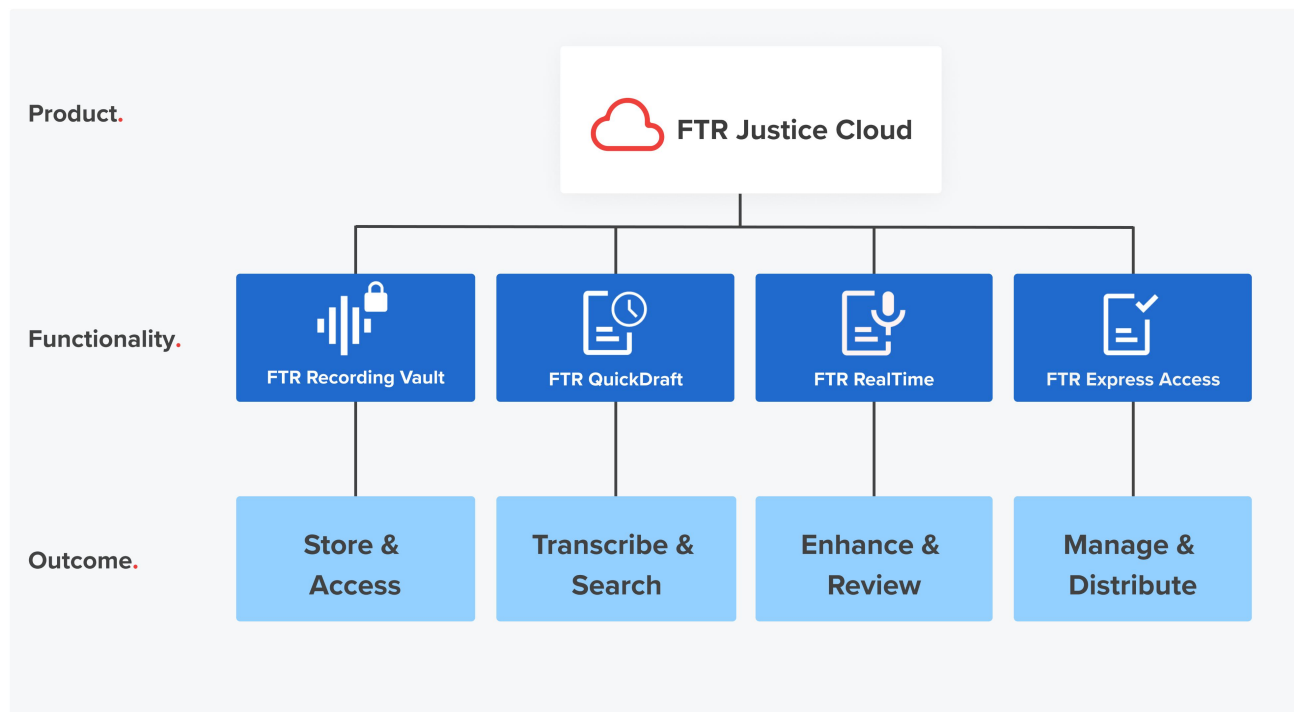 Product.
FTR Justice Cloud
Functionality.
FTR Recording Vault
FTR QuickDraft
FTR RealTime
FTR Express Access
Outcome.
Store &
Access
Transcribe &
Search
Enhance &
Review
Manage &
Distribute